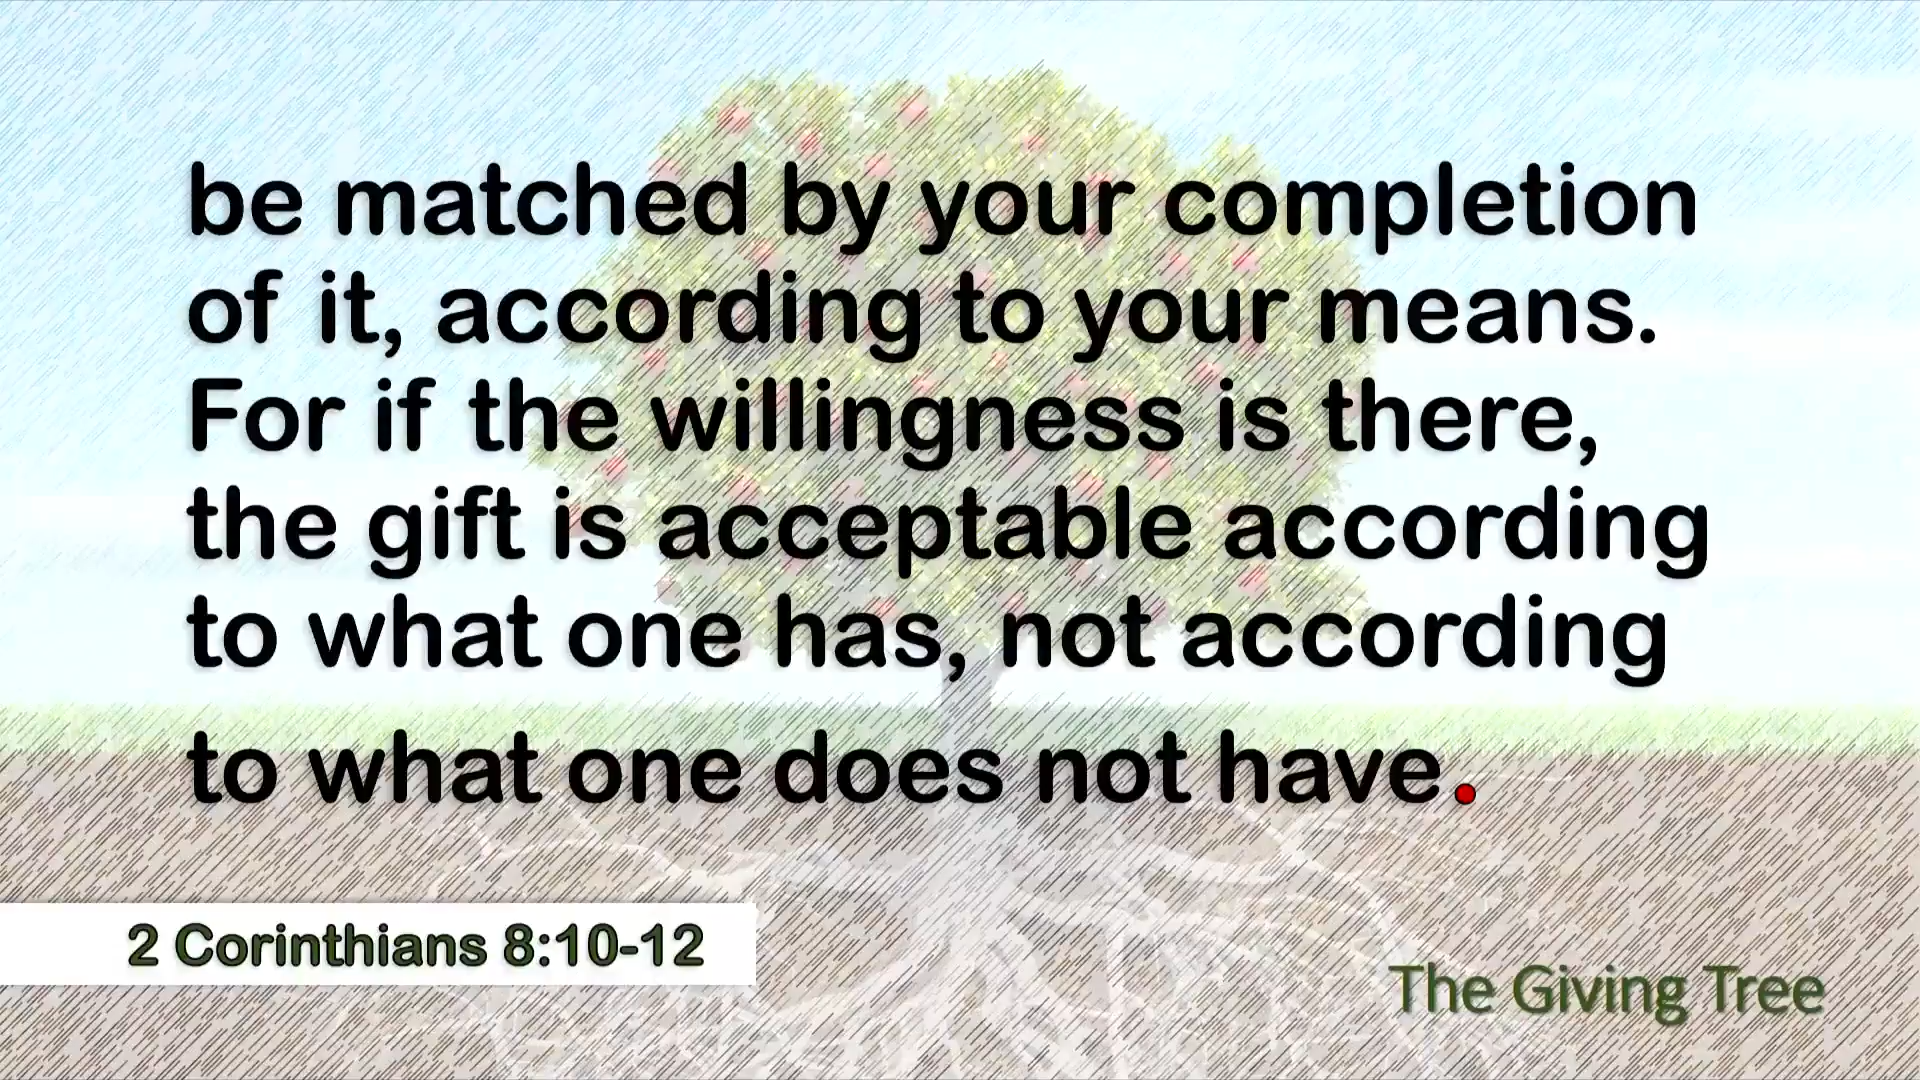 be matched by your completion
of it, according to your means.
For if the willingness is there,
the gift is acceptable according
to what one has, not according
to what one does not have.
2 Corinthians 8:10-12
The Giving Tree